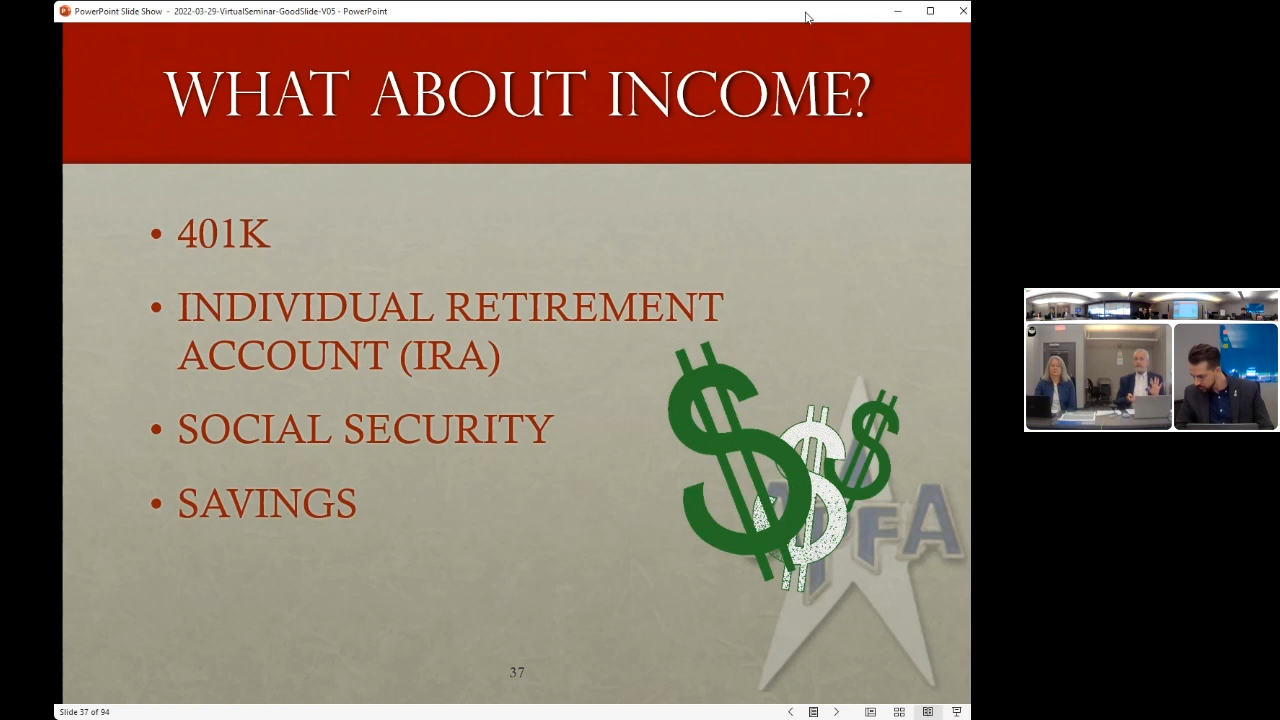 PowerPoint Slide Show - 2022-03-29-VirtualSeminar-GoodSlide-V05 - PowerPoint
WHAT ABOUT INCOME?
• 401K
• INDIVIDUAL RETIREMENT
ACCOUNT (IRA)
• SOCIAL SECURITY
• SAVINGS
FA
37
Slide 37 of 94